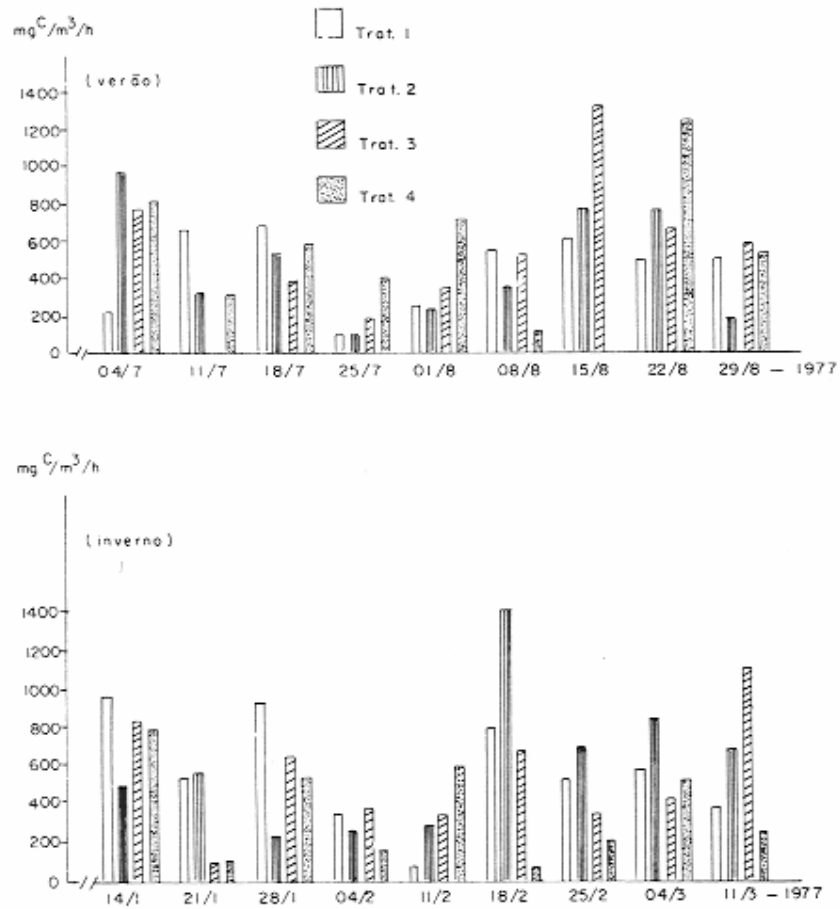 mg C/m³/h
Trat. 1
(verão)
Trat. 2
Trat. 3
Trat. 4
1400
1200
1000
800
600
400
200
0
04/7 11/7 18/7 25/7 01/8 08/8 15/8 22/8 29/8 — 1977
mg C/m³/h
(inverno)
1400
1200
1000
800
600
400
200
0
14/1 21/1 28/1 04/2 11/2 18/2 25/2 04/3 11/3 — 1977